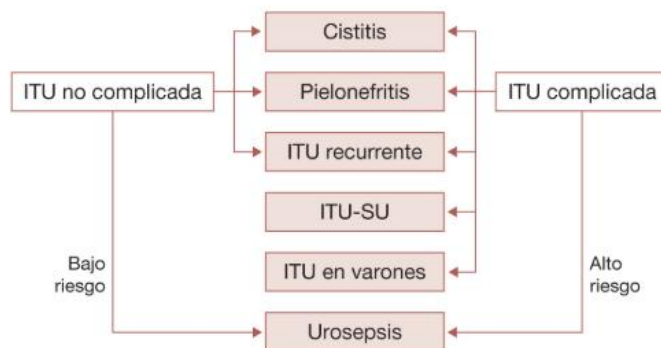 Cistitis
ITU no complicada
Pielonefritis
ITU complicada
ITU recurrente
ITU-SU
Bajo
riesgo
ITU en varones
Alto
riesgo
Urosepsis